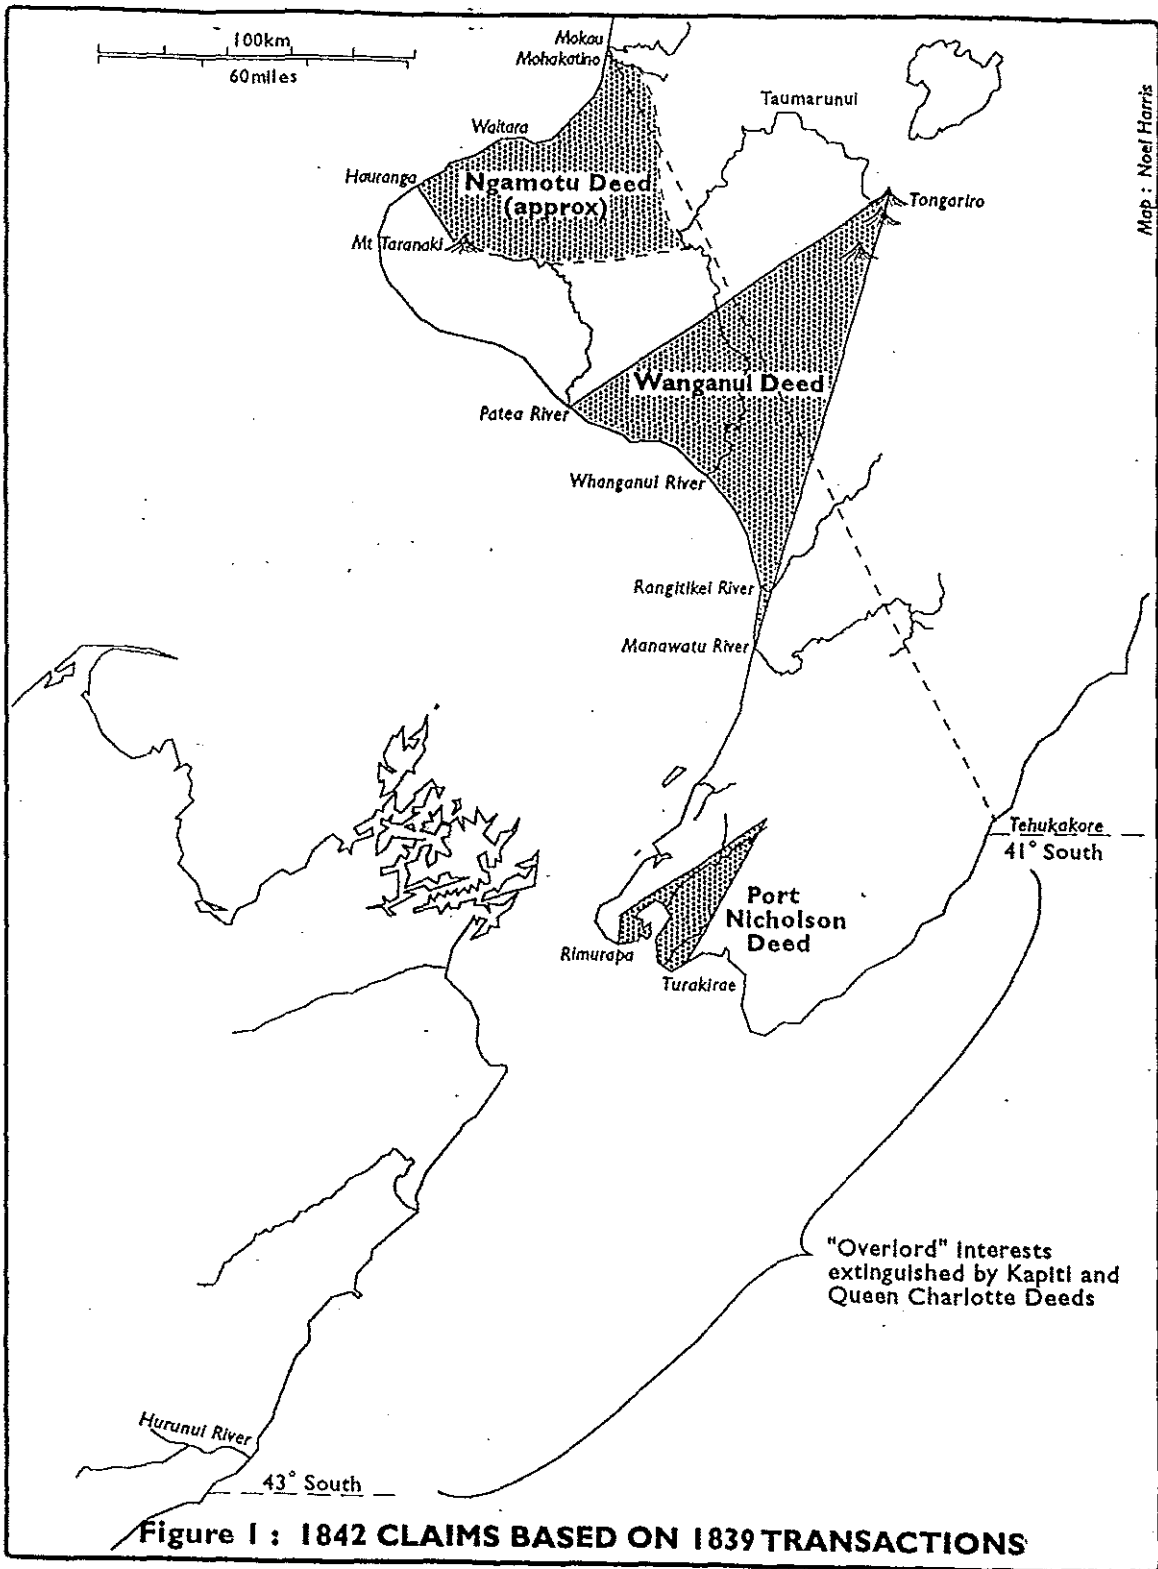 100km
60miles
Mokau
Mohakatino
Taumarunui
Waitara
Hauranga
Ngamotu Deed
(approx)
Tongariro
Mt Taranaki
Map : Noel Harris
Wanganui Deed
Patea River
Whanganui River
Rangitikei River
Manawatu River
Tehukakore
41° South
Port
Nicholson
Deed
Rimurapa
Turakirae
"Overlord" Interests
extinguished by Kapiti and
Queen Charlotte Deeds
Hurunui River
43° South
Figure 1 : 1842 CLAIMS BASED ON 1839 TRANSACTIONS